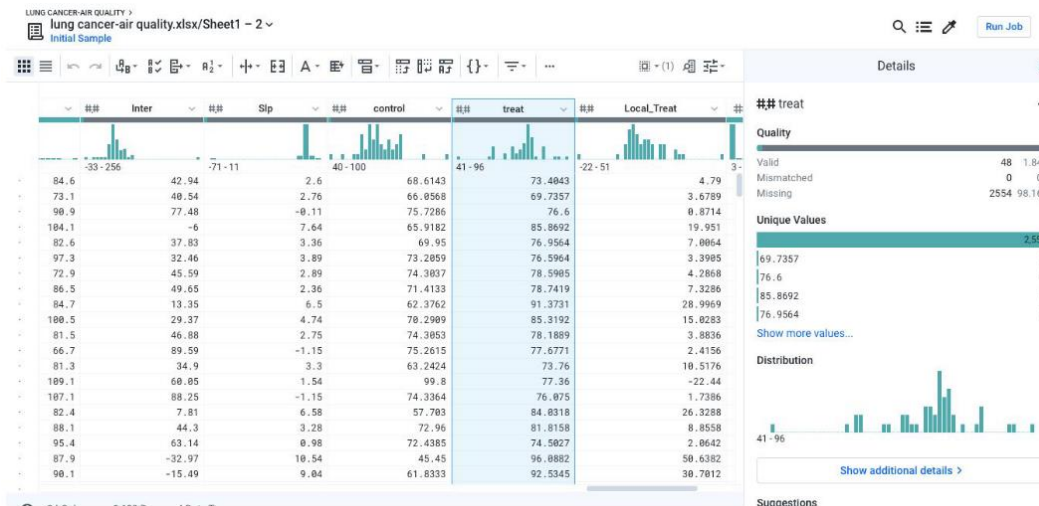 LUNG CANCER-AIR QUALITY >
lung cancer-air quality.xlsx/Sheet1 – 2
Initial Sample
Run Job
(1)
Details
#.# Inter #.# Slp #.# control #.# treat #.# Local_Treat
-33 - 256 -71 - 11 40 - 100 41 - 96 -22 - 51 3 -
84.6 42.94 2.6 68.6143 73.4043 4.79
73.1 40.54 2.76 66.0568 69.7357 3.6789
90.9 77.48 -0.11 75.7286 76.6 0.8714
104.1 -6 7.64 65.9182 85.8692 19.951
82.6 37.83 3.36 69.95 76.9564 7.0064
97.3 32.46 3.89 73.2059 76.5964 3.3905
72.9 45.59 2.89 74.3037 78.5905 4.2868
86.5 49.65 2.36 71.4133 78.7419 7.3286
84.7 13.35 6.5 62.3762 91.3731 28.9969
100.5 29.37 4.74 70.2909 85.3192 15.0283
81.5 46.88 2.75 74.3053 78.1889 3.8836
66.7 89.59 -1.15 75.2615 77.6771 2.4156
81.3 34.9 3.3 63.2424 73.76 10.5176
109.1 60.05 1.54 99.8 77.36 -22.44
107.1 88.25 -1.15 74.3364 76.075 1.7386
82.4 7.81 6.58 57.703 84.0318 26.3288
88.1 44.3 3.28 72.96 81.8158 8.8558
95.4 63.14 0.98 72.4385 74.5027 2.0642
87.9 -32.97 10.54 45.45 96.0882 50.6382
90.1 -15.49 9.04 61.8333 92.5345 30.7012
#.# treat
Quality
Valid 48 1.84
Mismatched 0
Missing 2554 98.16
Unique Values
69.7357
76.6
85.8692
76.9564
Show more values...
Distribution
41 - 96
Show additional details >
Suggestions